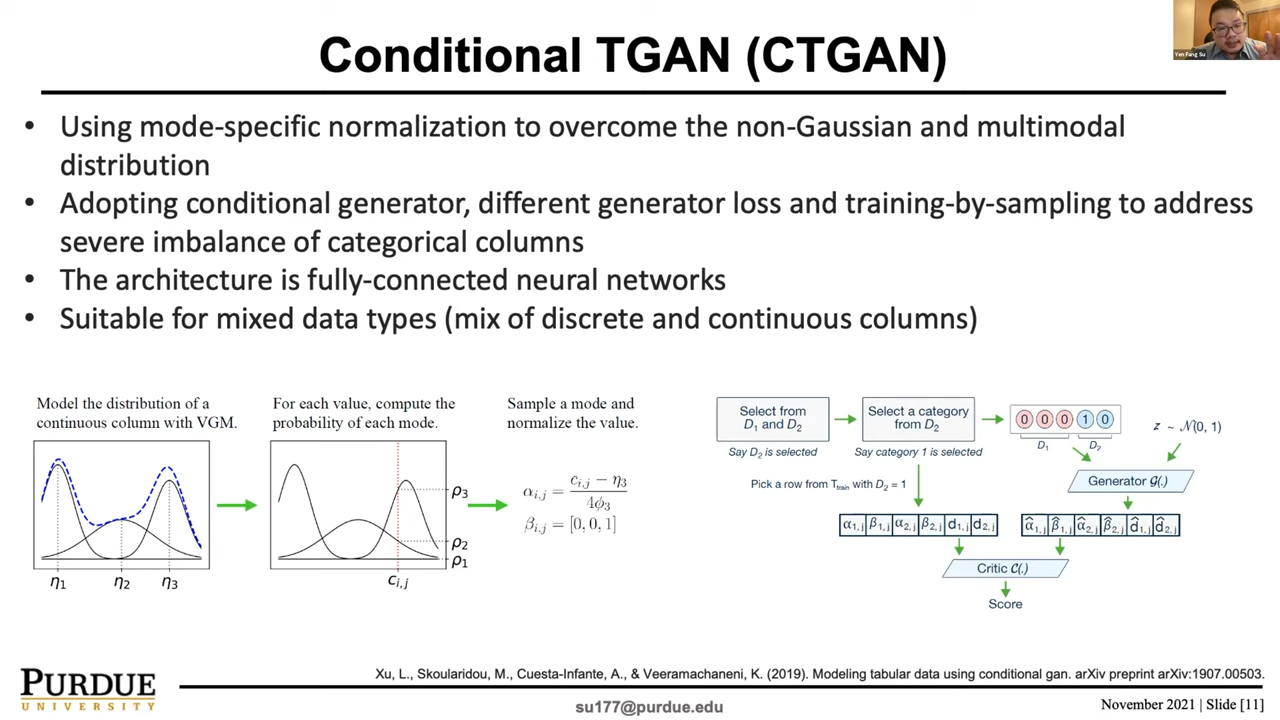 Conditional TGAN (CTGAN)
Yen Fang Su
• Using mode-specific normalization to overcome the non-Gaussian and multimodal
distribution
• Adopting conditional generator, different generator loss and training-by-sampling to address
severe imbalance of categorical columns
• The architecture is fully-connected neural networks
• Suitable for mixed data types (mix of discrete and continuous columns)
Model the distribution of a
continuous column with VGM.
η1 η2 η3
For each value, compute the
probability of each mode.
ρ3
ρ2
ρ1
ci,j
Sample a mode and
normalize the value.
αi,j = (ci,j − η3) / 4ϕ3
βi,j = [0, 0, 1]
Select from
D1 and D2
Say D2 is selected
Select a category
from D2
Say category 1 is selected
0 0 0 1 0
D1 D2
z ~ 𝒩(0, 1)
Pick a row from Ttrain with D2 = 1
Generator 𝒢(.)
α1,j β1,j α2,j β2,j d1,j d2,j
α̂1,j β̂1,j α̂2,j β̂2,j d̂1,j d̂2,j
Critic 𝒞(.)
Score
PURDUE
UNIVERSITY
Xu, L., Skoularidou, M., Cuesta-Infante, A., & Veeramachaneni, K. (2019). Modeling tabular data using conditional gan. arXiv preprint arXiv:1907.00503.
su177@purdue.edu
November 2021 | Slide [11]